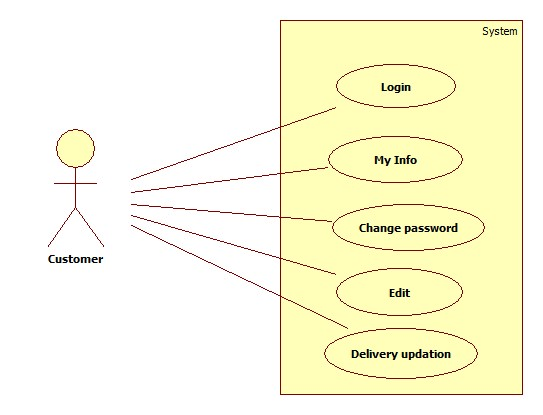 System
Login
My Info
Change password
Customer
Edit
Delivery updation